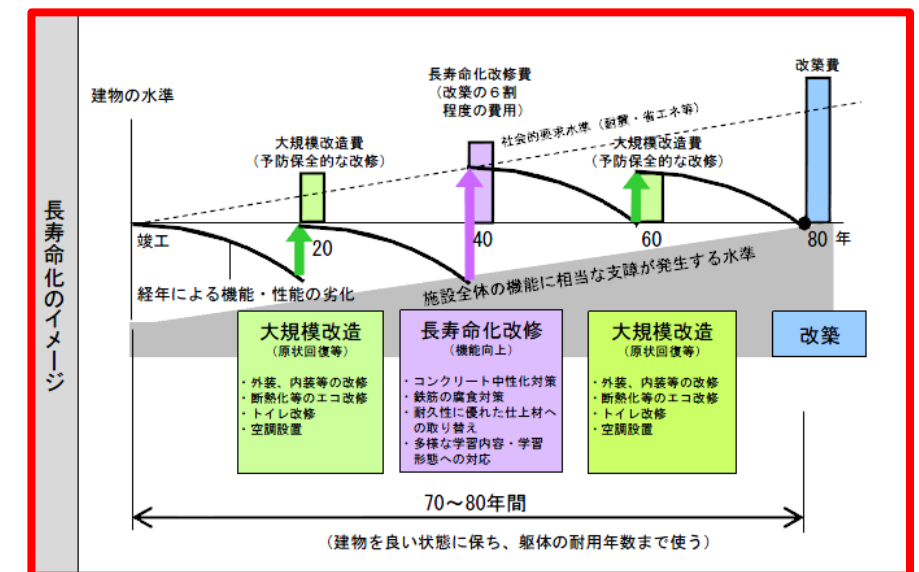 長寿命化のイメージ
建物の水準
長寿命化改修費
(改築の6割
程度の費用)
改築費
社会的要求水準(耐震・省エネ等)
大規模改造費
(予防保全的な改修)
大規模改造費
(予防保全的な改修)
竣工
20
40
60
80 年
経年による機能・性能の劣化
施設全体の機能に相当な支障が発生する水準
大規模改造
(原状回復等)
・外装、内装等の改修
・断熱化等のエコ改修
・トイレ改修
・空調設置
長寿命化改修
(機能向上)
・コンクリート中性化対策
・鉄筋の腐食対策
・耐久性に優れた仕上材へ
の取り替え
・多様な学習内容・学習
形態への対応
大規模改造
(原状回復等)
・外装、内装等の改修
・断熱化等のエコ改修
・トイレ改修
・空調設置
改築
70~80年間
(建物を良い状態に保ち、躯体の耐用年数まで使う)